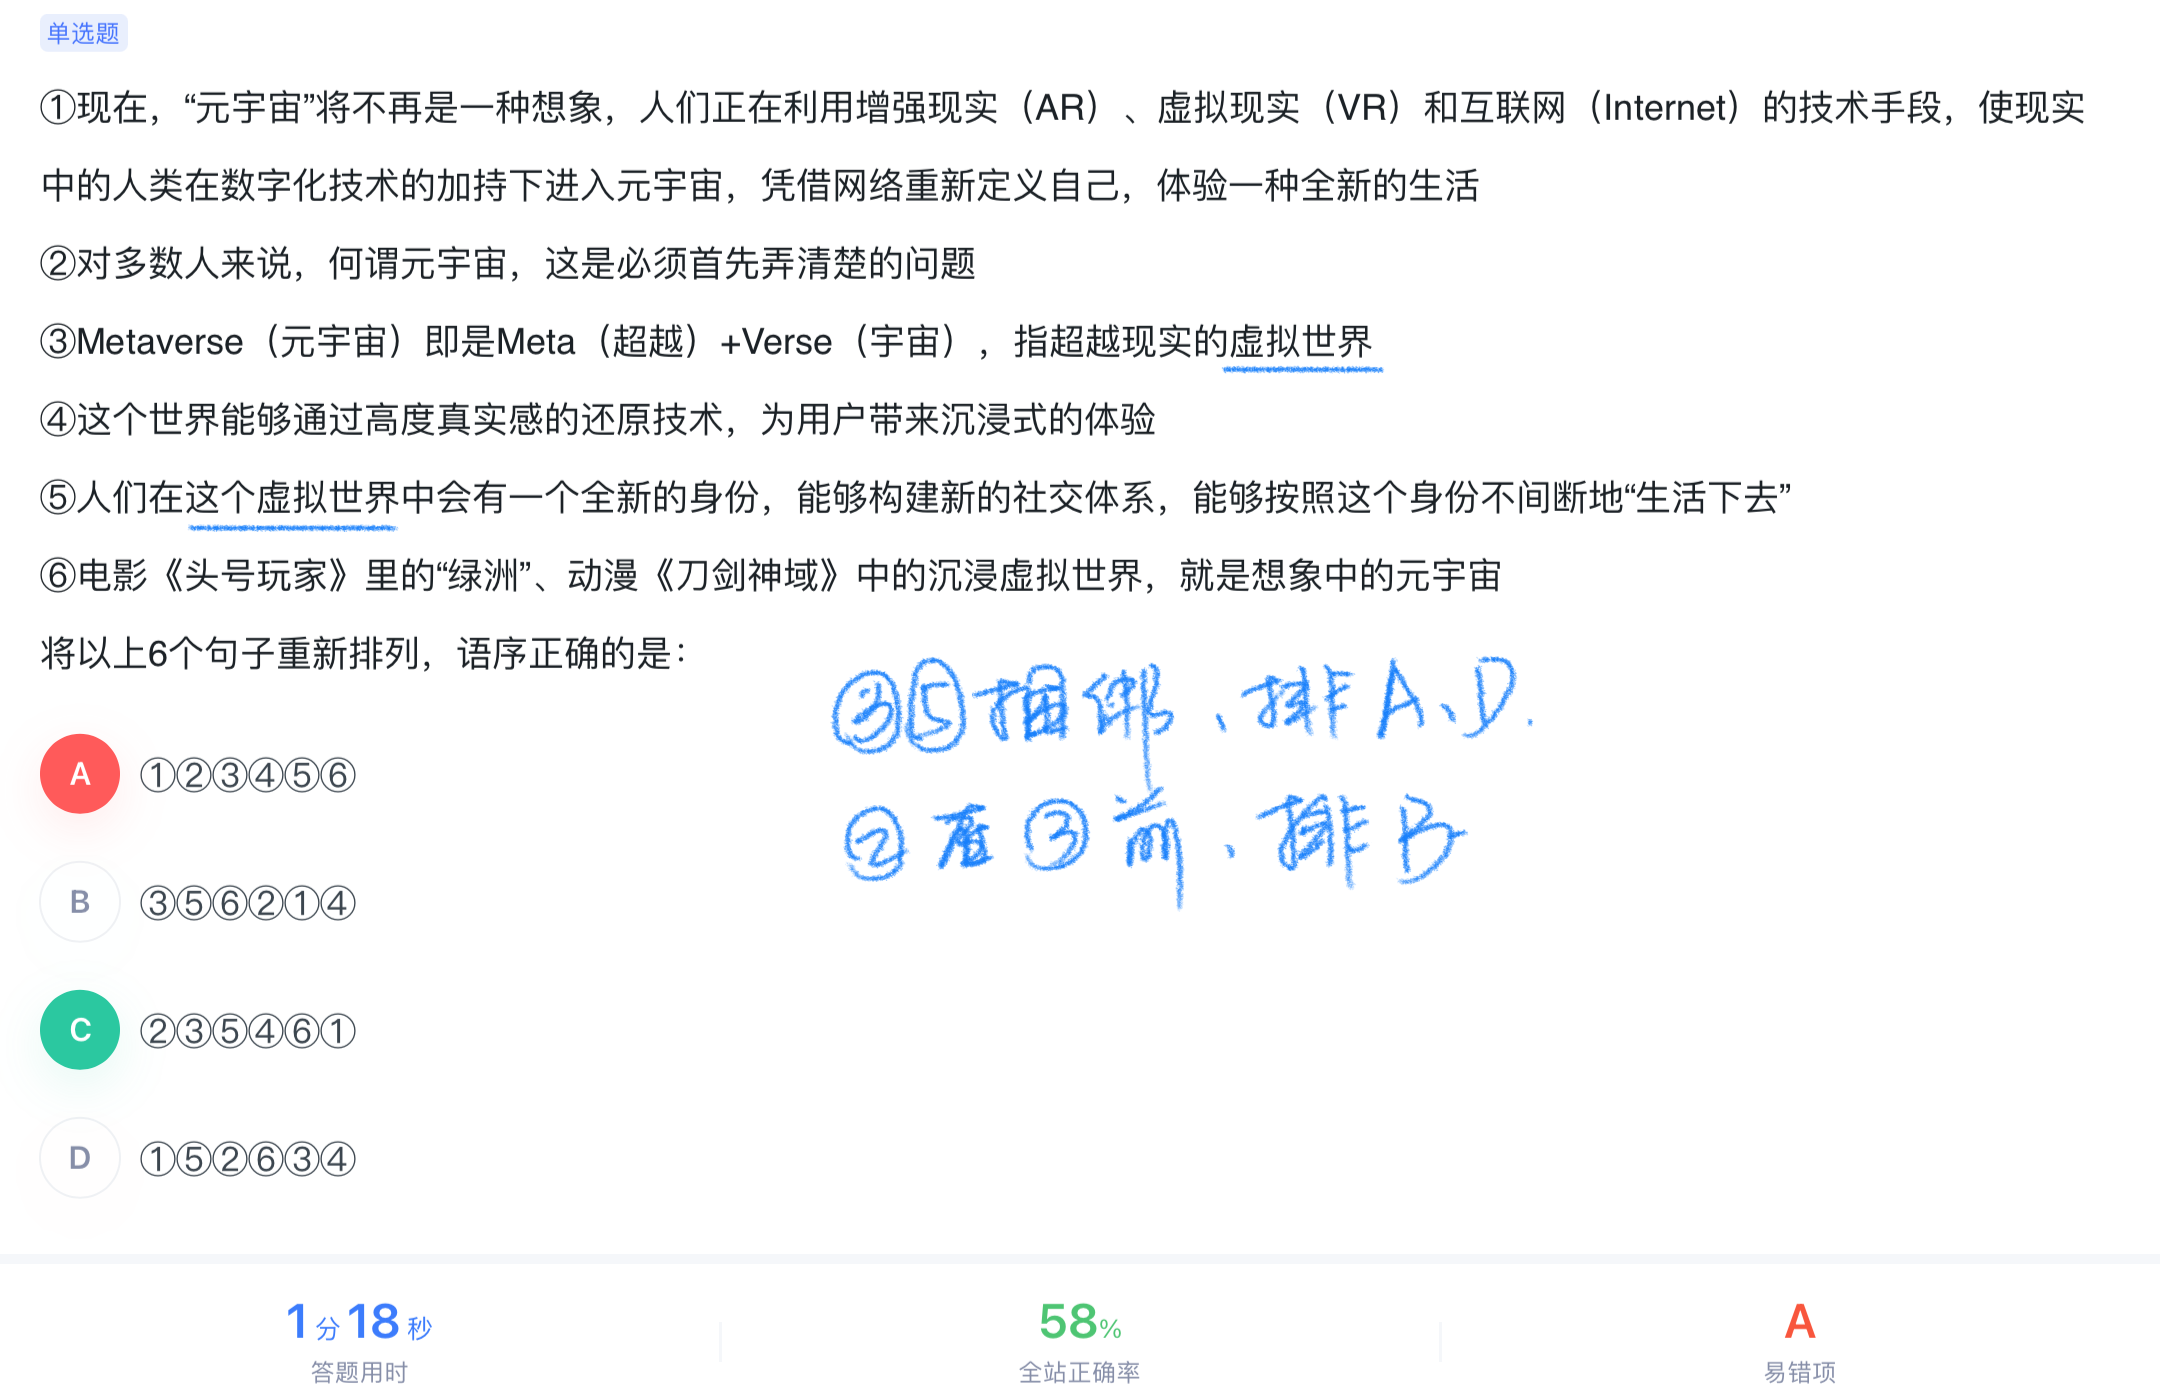 单选题
①现在，“元宇宙”将不再是一种想象，人们正在利用增强现实（AR）、虚拟现实（VR）和互联网（Internet）的技术手段，使现实
中的人类在数字化技术的加持下进入元宇宙，凭借网络重新定义自己，体验一种全新的生活
②对多数人来说，何谓元宇宙，这是必须首先弄清楚的问题
③Metaverse（元宇宙）即是Meta（超越）+Verse（宇宙），指超越现实的虚拟世界
④这个世界能够通过高度真实感的还原技术，为用户带来沉浸式的体验
⑤人们在这个虚拟世界中会有一个全新的身份，能够构建新的社交体系，能够按照这个身份不间断地“生活下去”
⑥电影《头号玩家》里的“绿洲”、动漫《刀剑神域》中的沉浸虚拟世界，就是想象中的元宇宙
将以上6个句子重新排列，语序正确的是：
③⑤捆绑、排A、D.
②在③前、排B
A ①②③④⑤⑥
B ③⑤⑥②①④
C ②③⑤④⑥①
D ①⑤②⑥③④
1分18秒 58% A
答题用时 全站正确率 易错项